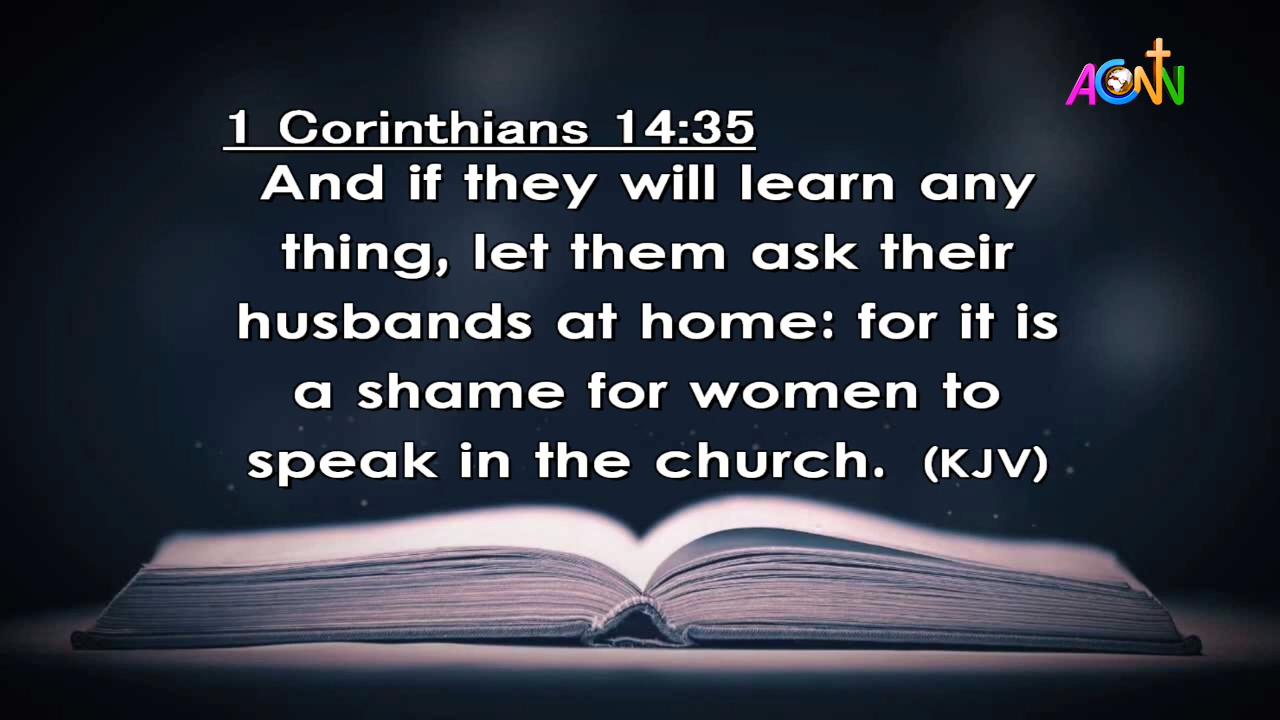 ACNN
1 Corinthians 14:35
And if they will learn any
thing, let them ask their
husbands at home: for it is
a shame for women to
speak in the church. (KJV)